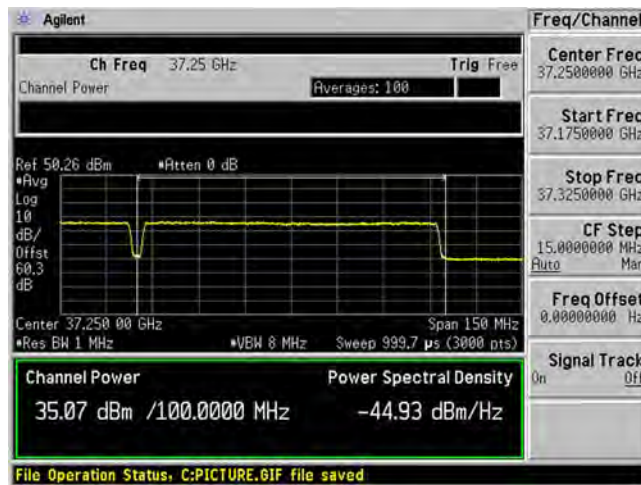 Agilent
Freq/Channel
Ch Freq 37.25 GHz Trig Free
Channel Power Averages: 100
Center Freq
37.2500000 GHz
Start Freq
37.1750000 GHz
Stop Freq
37.3250000 GHz
CF Step
15.0000000 MHz
Auto Man
Freq Offset
0.00000000 Hz
Signal Track
On Off
Ref 50.26 dBm #Atten 0 dB
#Avg
Log
10
dB/
Offst
60.3
dB
Center 37.250 00 GHz Span 150 MHz
#Res BW 1 MHz #VBW 8 MHz Sweep 999.7 µs (3000 pts)
Channel Power Power Spectral Density
35.07 dBm /100.0000 MHz -44.93 dBm/Hz
File Operation Status, C:PICTURE.GIF file saved